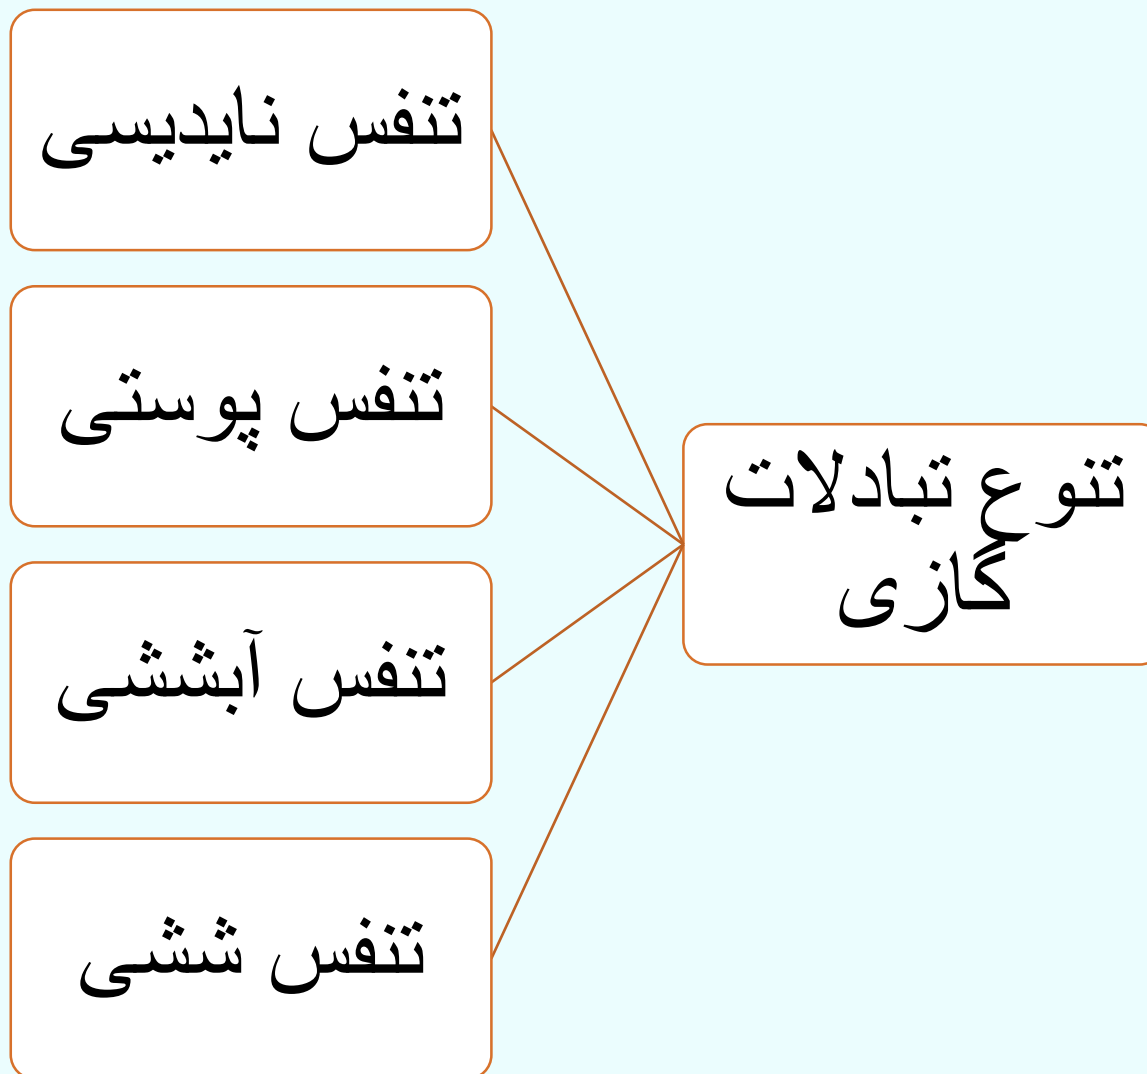 تنوع تبادلات
گازی
تنفس نایدیسی
تنفس پوستی
تنفس آبششی
تنفس ششی